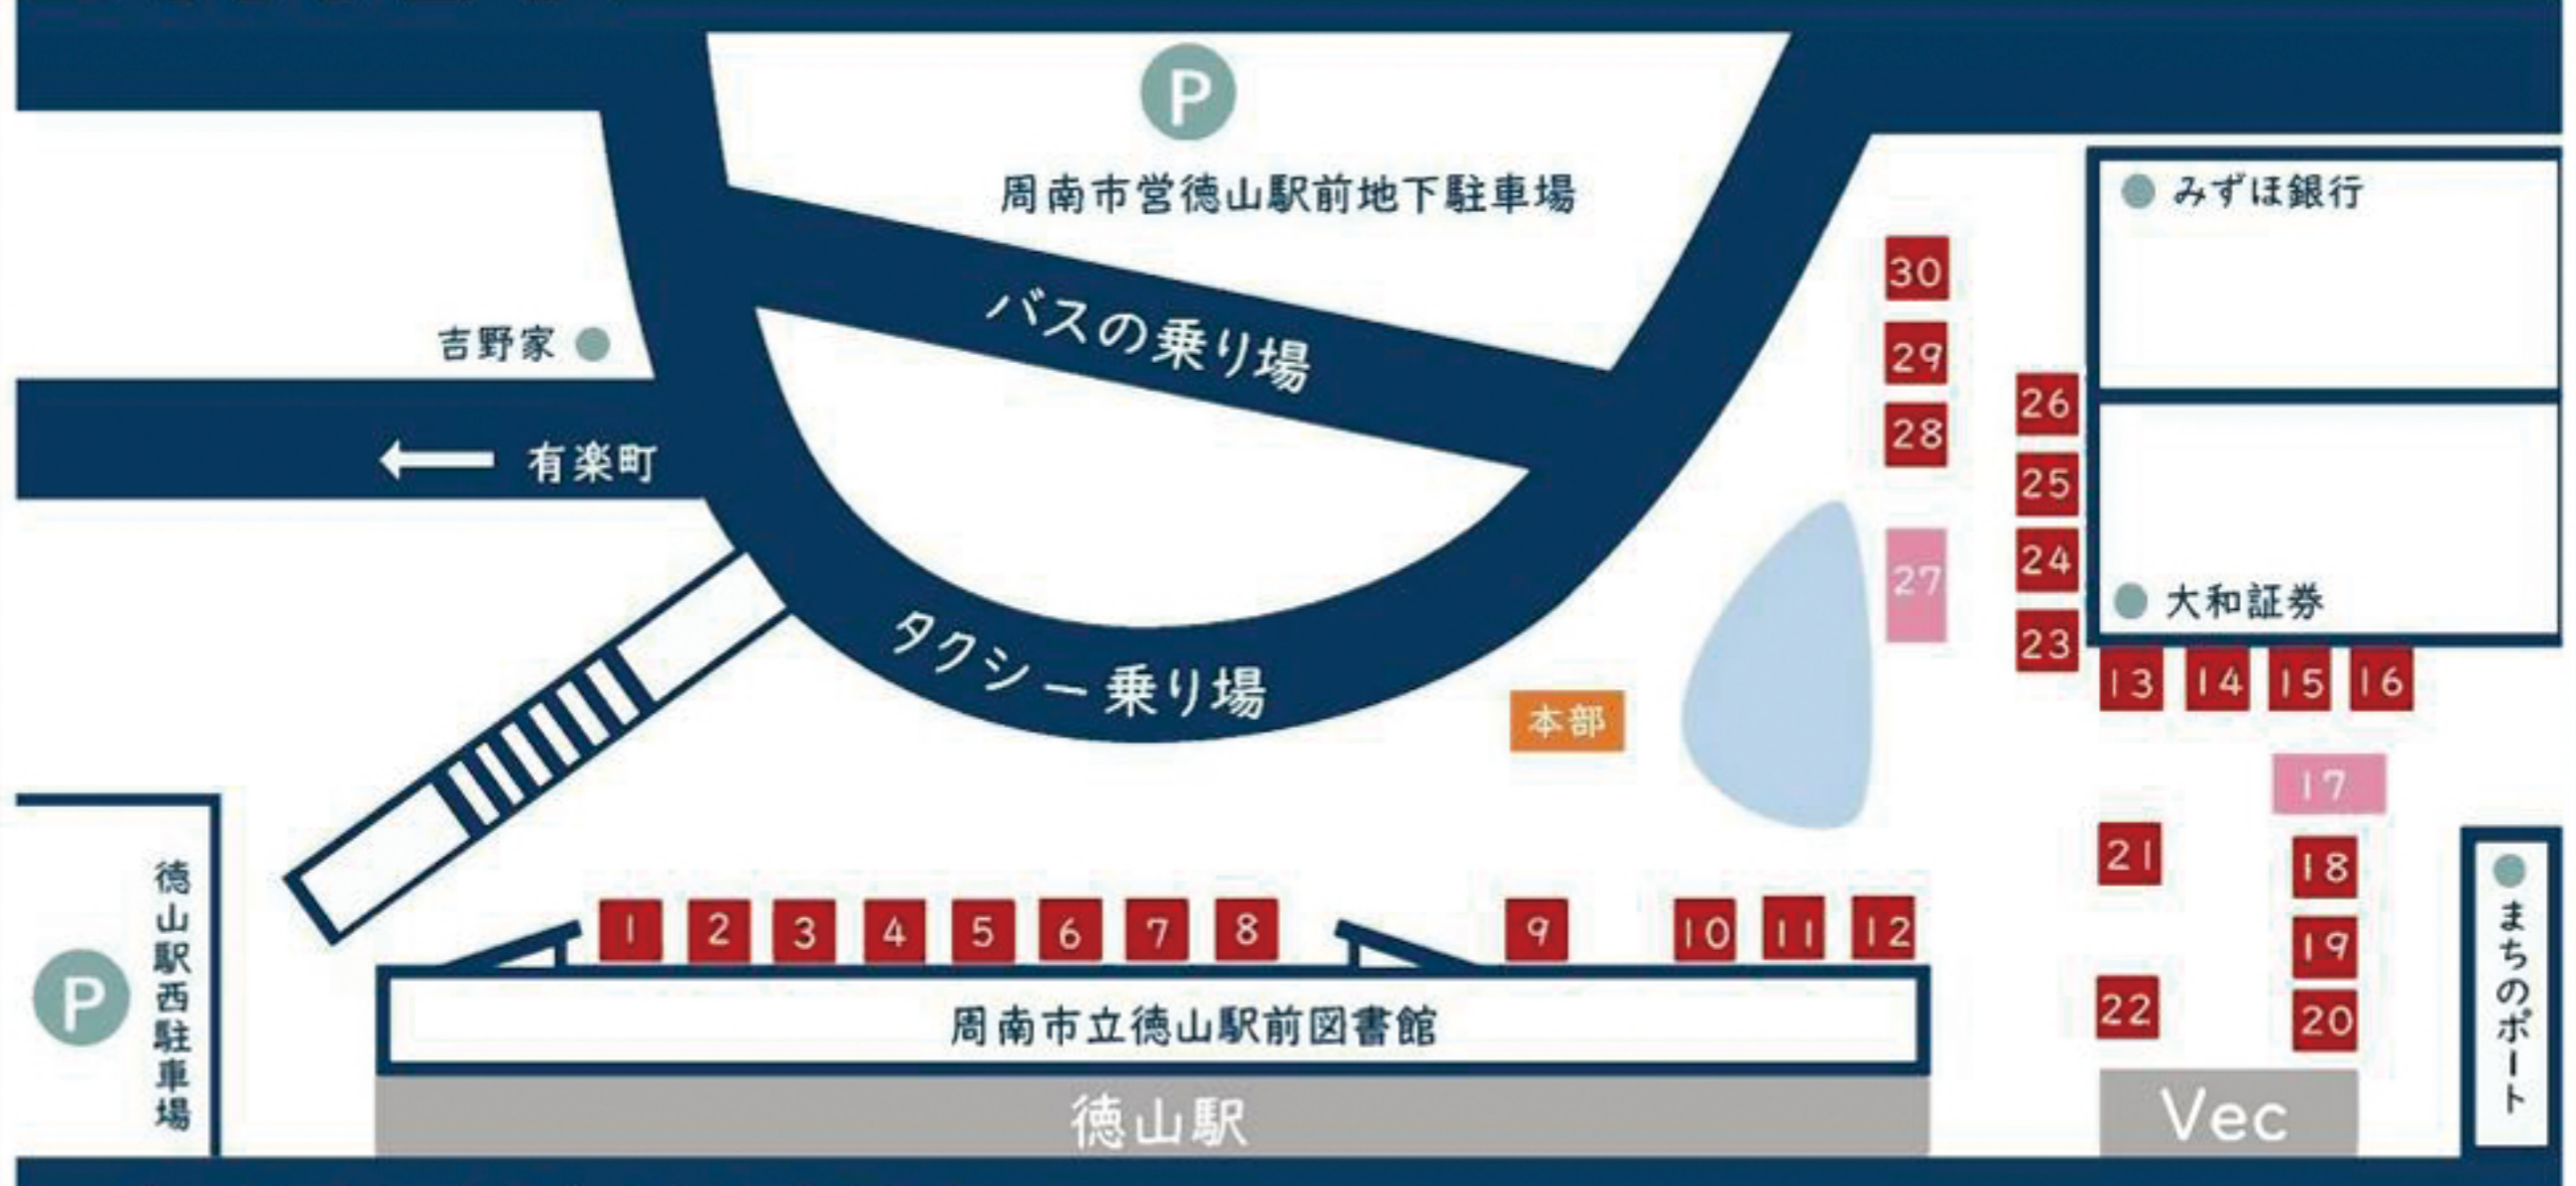 P
周南市営徳山駅前地下駐車場
みずほ銀行
30
29
28
27
26
25
24
23
バスの乗り場
吉野家
← 有楽町
大和証券
タクシー乗り場
本部
13 14 15 16
17
18
19
20
21
22
1 2 3 4 5 6 7 8 9 10 11 12
徳山駅西駐車場
P
周南市立徳山駅前図書館
徳山駅
Vec
まちのポート